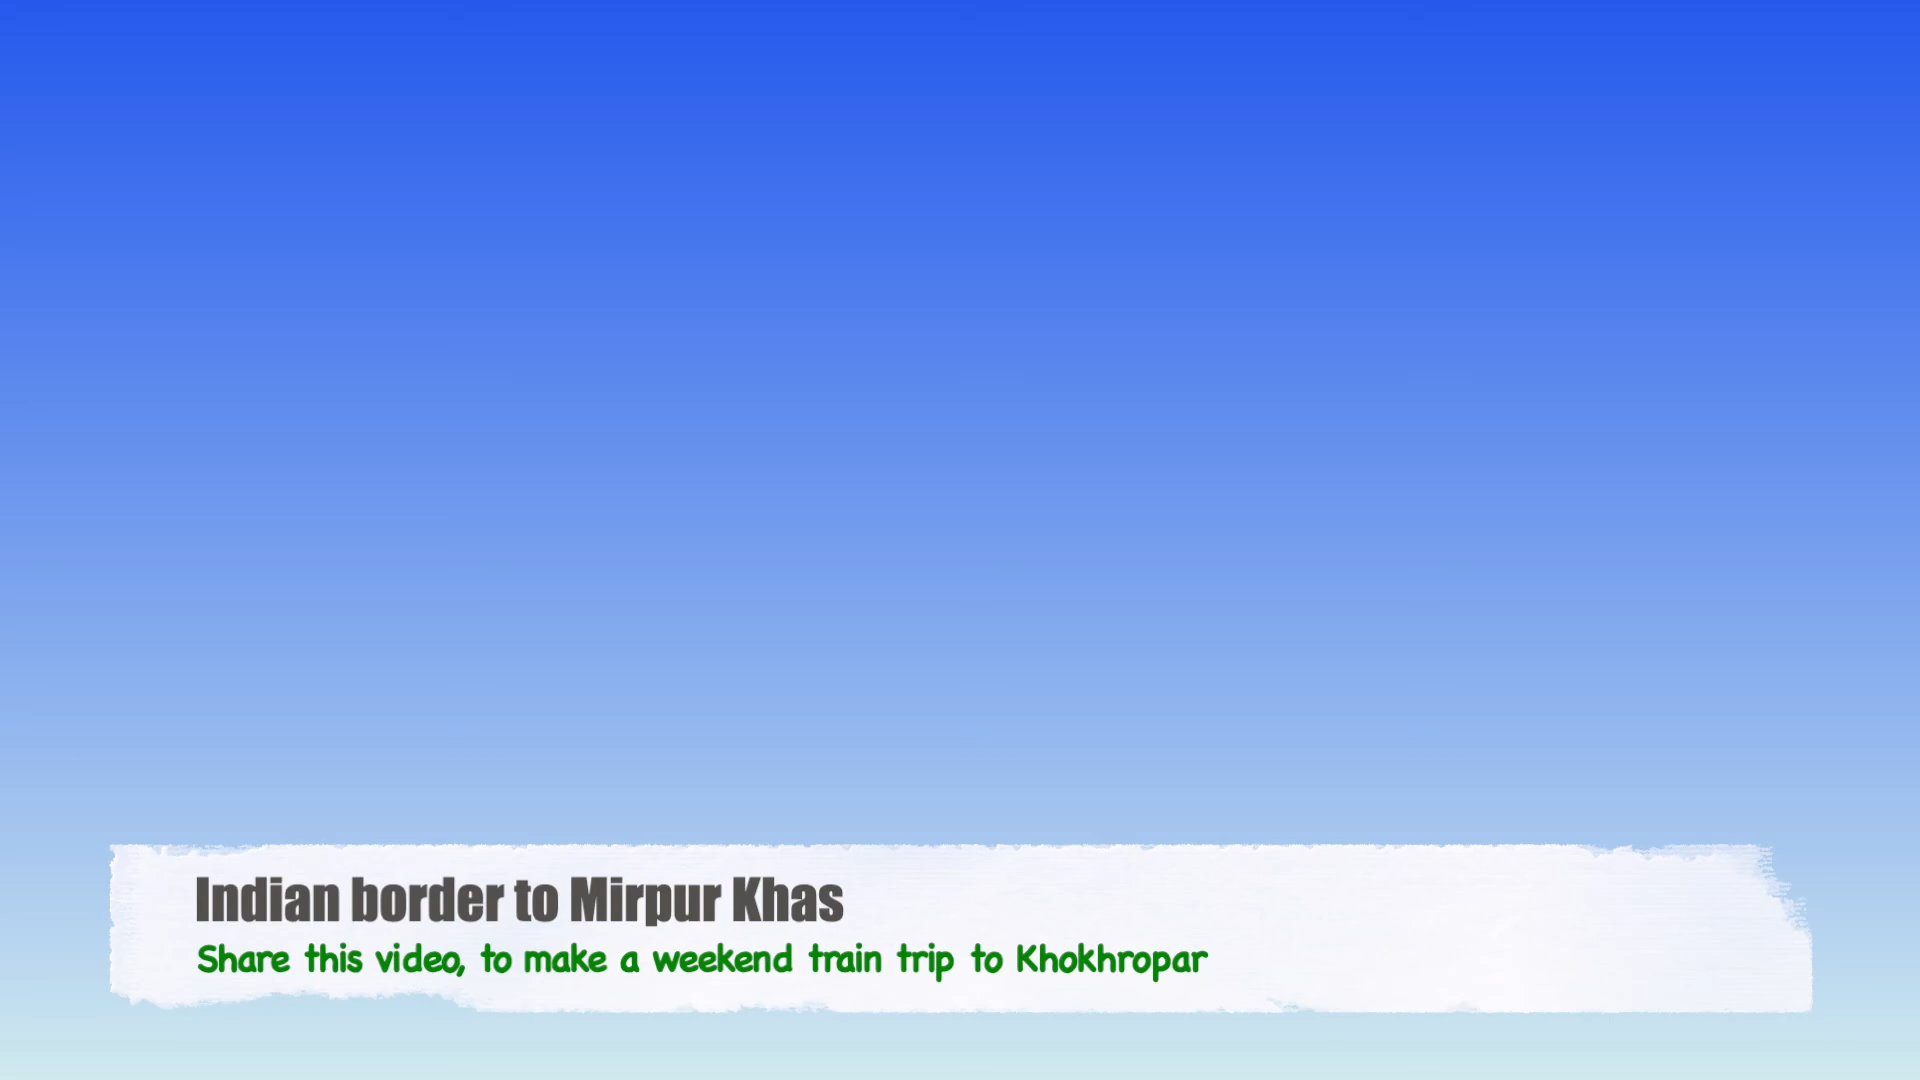 Indian border to Mirpur Khas
Share this video, to make a weekend train trip to Khokhropar